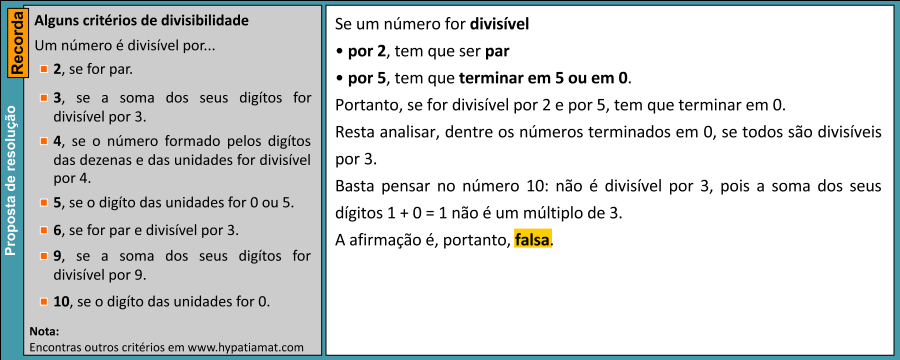 Recorda
Proposta de resolução
Alguns critérios de divisibilidade
Um número é divisível por...
2, se for par.
3, se a soma dos seus digítos for
divisível por 3.
4, se o número formado pelos digítos
das dezenas e das unidades for divisível
por 4.
5, se o digíto das unidades for 0 ou 5.
6, se for par e divisível por 3.
9, se a soma dos seus digítos for
divisível por 9.
10, se o digíto das unidades for 0.
Nota:
Encontras outros critérios em www.hypatiamat.com
Se um número for divisível
• por 2, tem que ser par
• por 5, tem que terminar em 5 ou em 0.
Portanto, se for divisível por 2 e por 5, tem que terminar em 0.
Resta analisar, dentre os números terminados em 0, se todos são divisíveis
por 3.
Basta pensar no número 10: não é divisível por 3, pois a soma dos seus
dígitos 1 + 0 = 1 não é um múltiplo de 3.
A afirmação é, portanto, falsa.